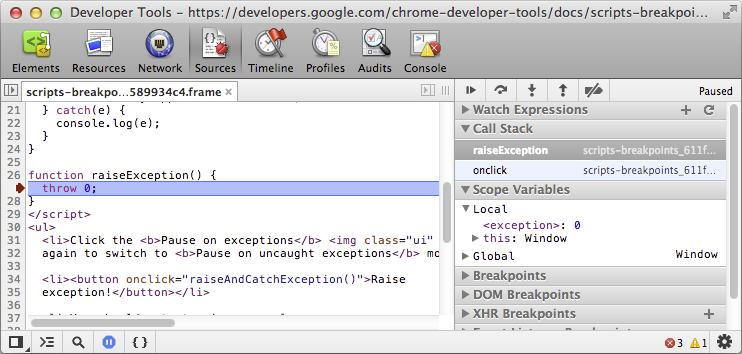 Developer Tools - https://developers.google.com/chrome-developer-tools/docs/scripts-breakpoi...
Elements Resources Network Sources Timeline Profiles Audits Console
scripts-breakpo...589934c4.frame ×
Paused
21 } catch(e) {
22 console.log(e);
23 }
24 }
25
26 function raiseException() {
27 throw 0;
28 }
29 </script>
30 <ul>
31 <li>Click the <b>Pause on exceptions</b> <img class="ui"
32 again to switch to <b>Pause on uncaught exceptions</b> mo
33
34 <li><button onclick="raiseAndCatchException()">Raise
35 exception!</button></li>
36
37
Watch Expressions
Call Stack
raiseException scripts-breakpoints_611f...
onclick scripts-breakpoints_611f...
Scope Variables
Local
<exception>: 0
this: Window
Global Window
Breakpoints
DOM Breakpoints
XHR Breakpoints
{ } 3 1